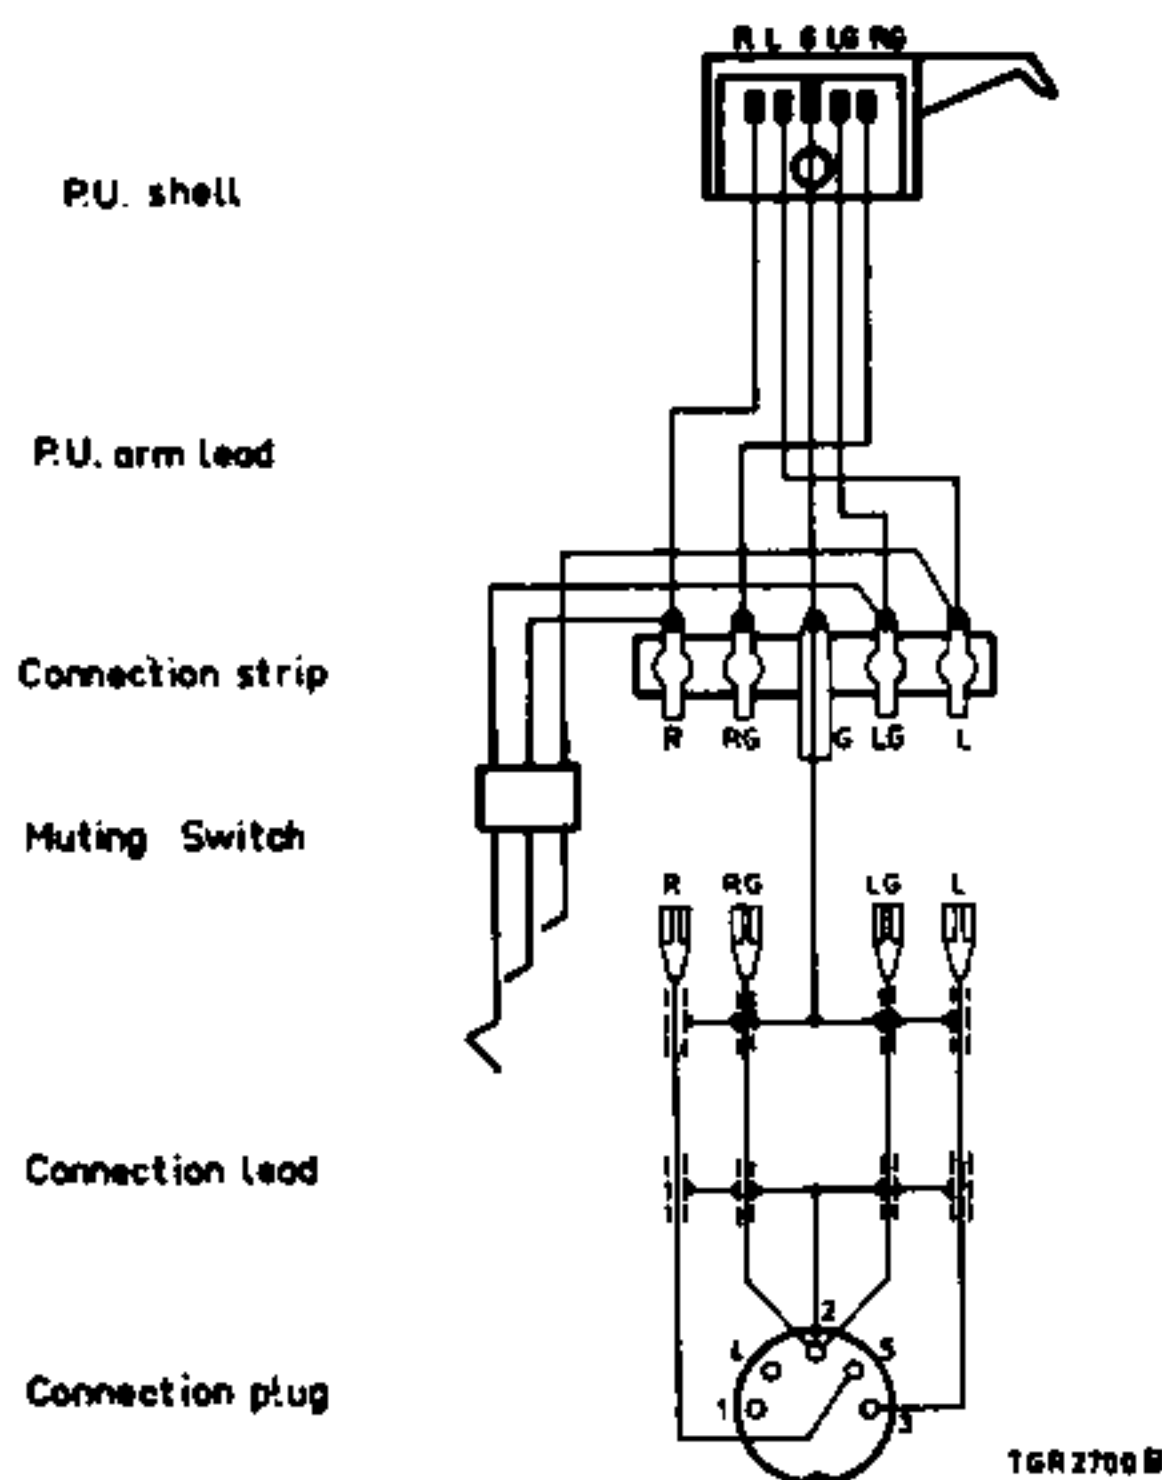 R L G LG RG
P.U. shell
P.U. arm lead
Connection strip
R RG G LG L
Muting Switch
R RG LG L
Connection lead
2
4 5
Connection plug
1 3
TGR 2700